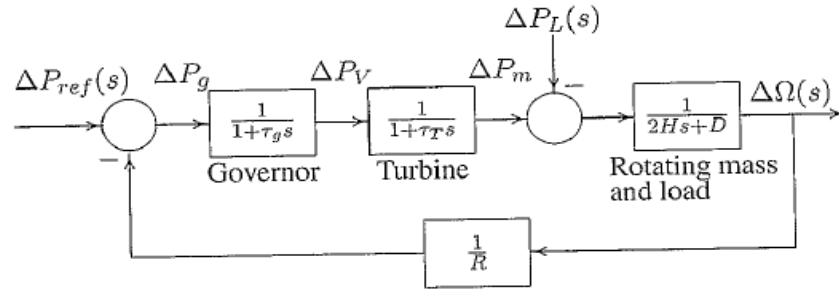 ΔP_L(s)
ΔP_ref(s)
ΔP_g
ΔP_V
ΔP_m
ΔΩ(s)
−
−
1/(1+τ_g s)
1/(1+τ_T s)
1/(2Hs+D)
Governor
Turbine
Rotating mass
and load
1/R